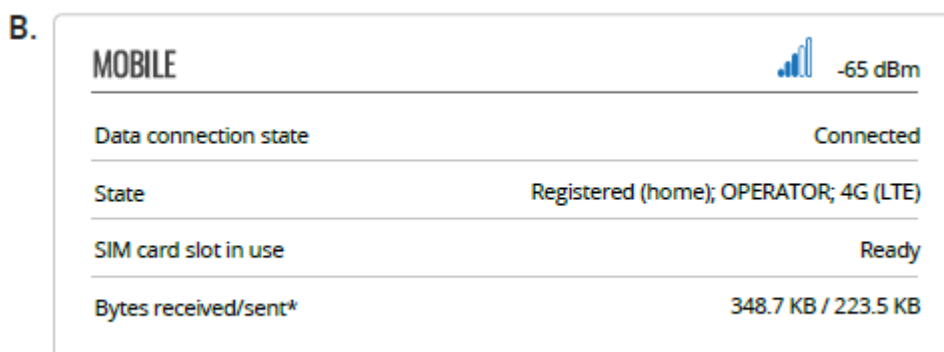 B.
MOBILE -65 dBm
Data connection state Connected
State Registered (home); OPERATOR; 4G (LTE)
SIM card slot in use Ready
Bytes received/sent* 348.7 KB / 223.5 KB